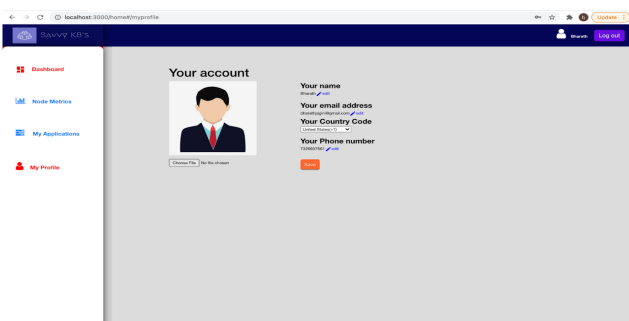 localhost:3000/home#/myprofile
Update
SAVVY K8'S
Bharath
Log out
Dashboard
Node Metrics
My Applications
My Profile
Your account
Choose File No file chosen
Your name
Bharath edit
Your email address
edit
Your Country Code
United States(+1)
Your Phone number
edit
Save